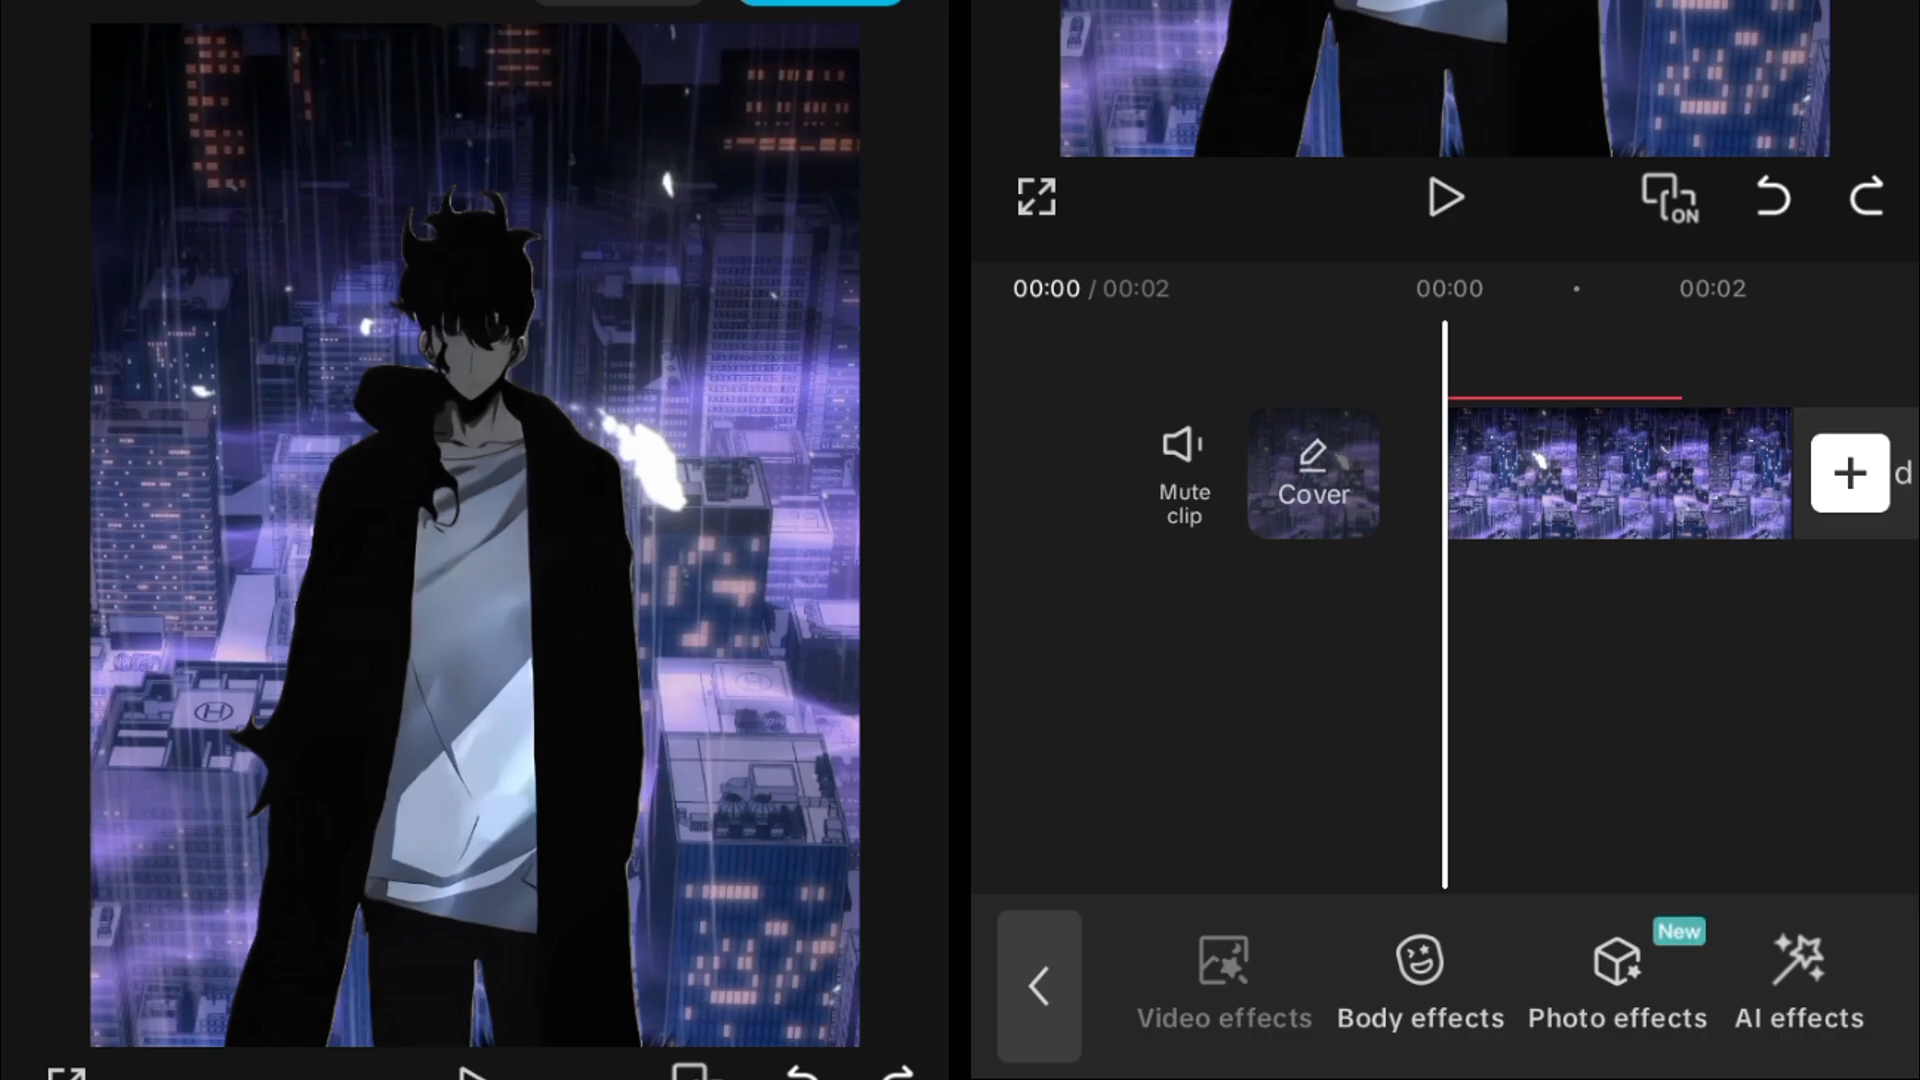 H
ON
00:00 / 00:02
00:00
00:02
Mute
clip
Cover
d
New
Video effects
Body effects
Photo effects
AI effects